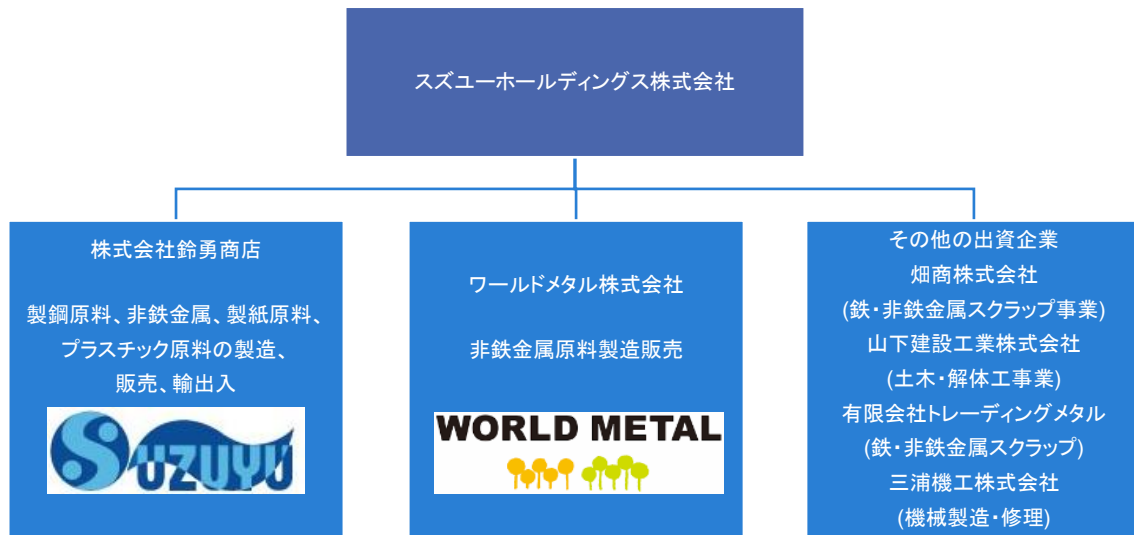 スズユーホールディングス株式会社
株式会社鈴勇商店
製鋼原料、非鉄金属、製紙原料、
プラスチック原料の製造、
販売、輸出入
SUZUYU
ワールドメタル株式会社
非鉄金属原料製造販売
WORLD METAL
その他の出資企業
畑商株式会社
(鉄・非鉄金属スクラップ事業)
山下建設工業株式会社
(土木・解体工事業)
有限会社トレーディングメタル
(鉄・非鉄金属スクラップ)
三浦機工株式会社
(機械製造・修理)